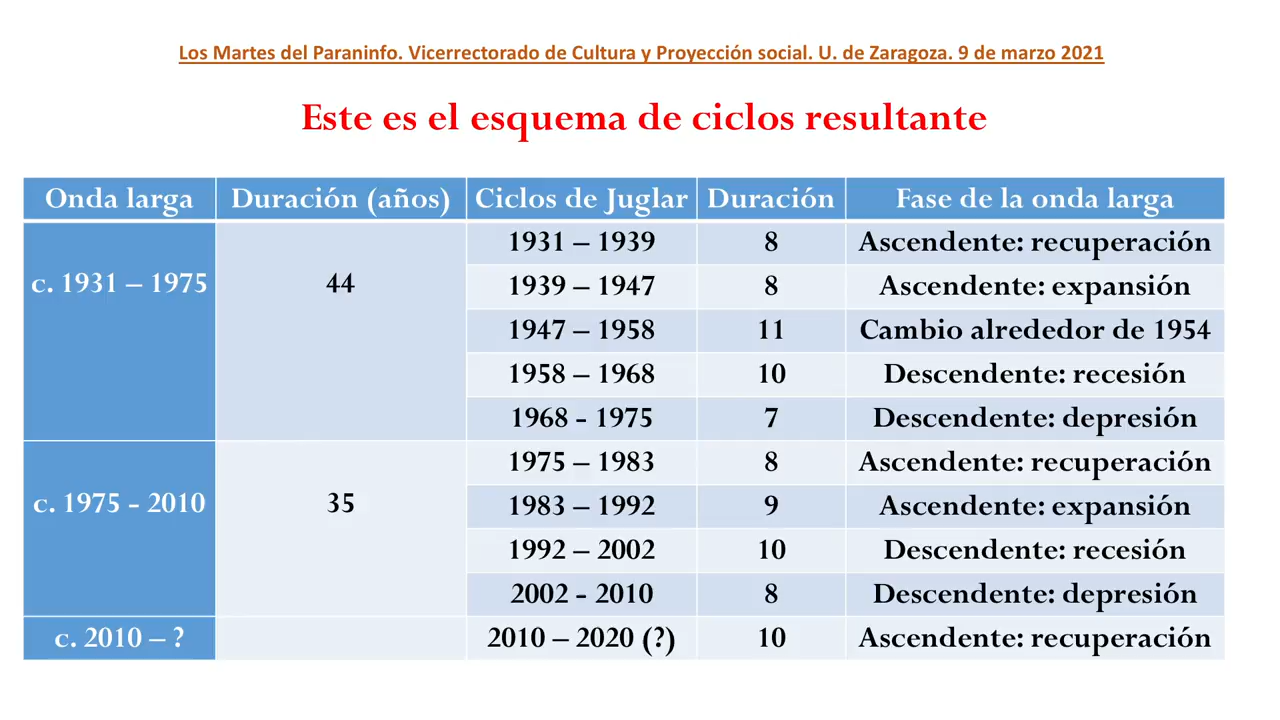 Los Martes del Paraninfo. Vicerrectorado de Cultura y Proyección social. U. de Zaragoza. 9 de marzo 2021
Este es el esquema de ciclos resultante
Onda larga Duración (años) Ciclos de Juglar Duración Fase de la onda larga
c. 1931 – 1975 44 1931 – 1939 8 Ascendente: recuperación
1939 – 1947 8 Ascendente: expansión
1947 – 1958 11 Cambio alrededor de 1954
1958 – 1968 10 Descendente: recesión
1968 - 1975 7 Descendente: depresión
c. 1975 - 2010 35 1975 – 1983 8 Ascendente: recuperación
1983 – 1992 9 Ascendente: expansión
1992 – 2002 10 Descendente: recesión
2002 - 2010 8 Descendente: depresión
c. 2010 – ? 2010 – 2020 (?) 10 Ascendente: recuperación